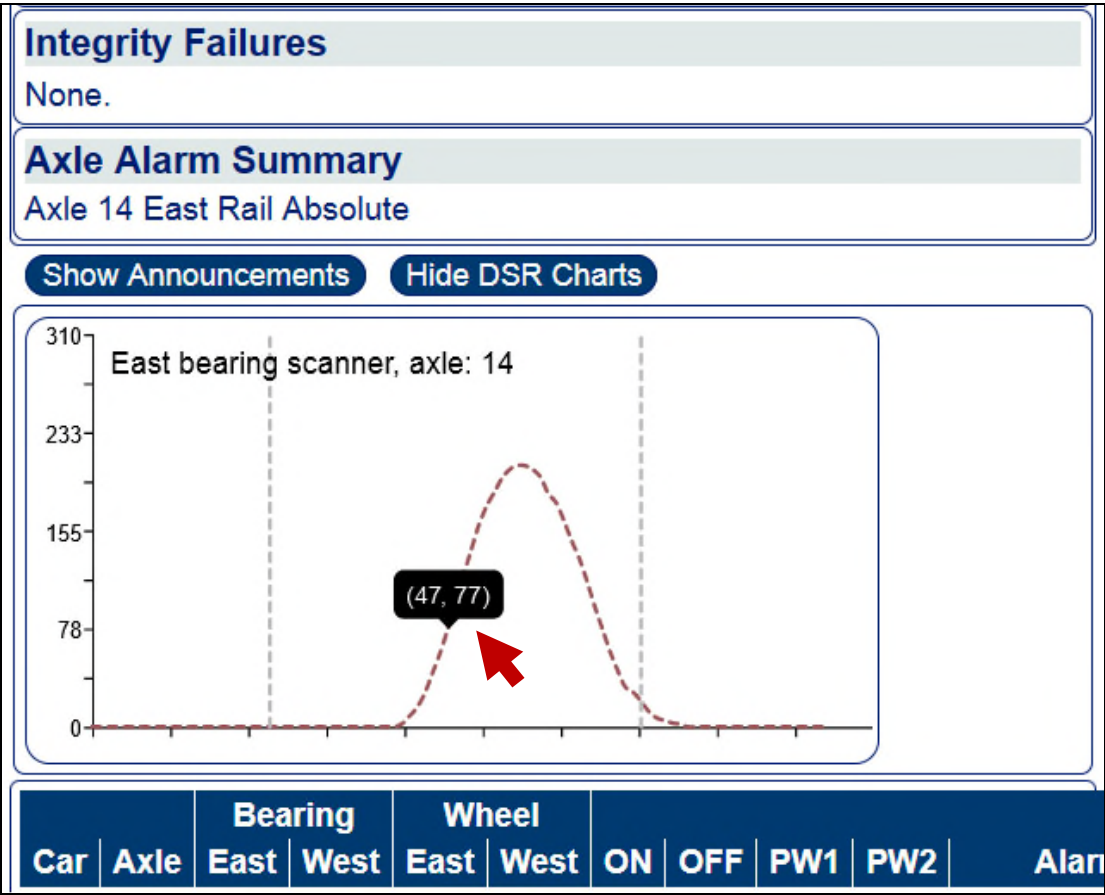 Integrity Failures
None.
Axle Alarm Summary
Axle 14 East Rail Absolute
Show Announcements Hide DSR Charts
310
East bearing scanner, axle: 14
233
155
(47, 77)
78
0
Bearing Wheel
Car Axle East West East West ON OFF PW1 PW2